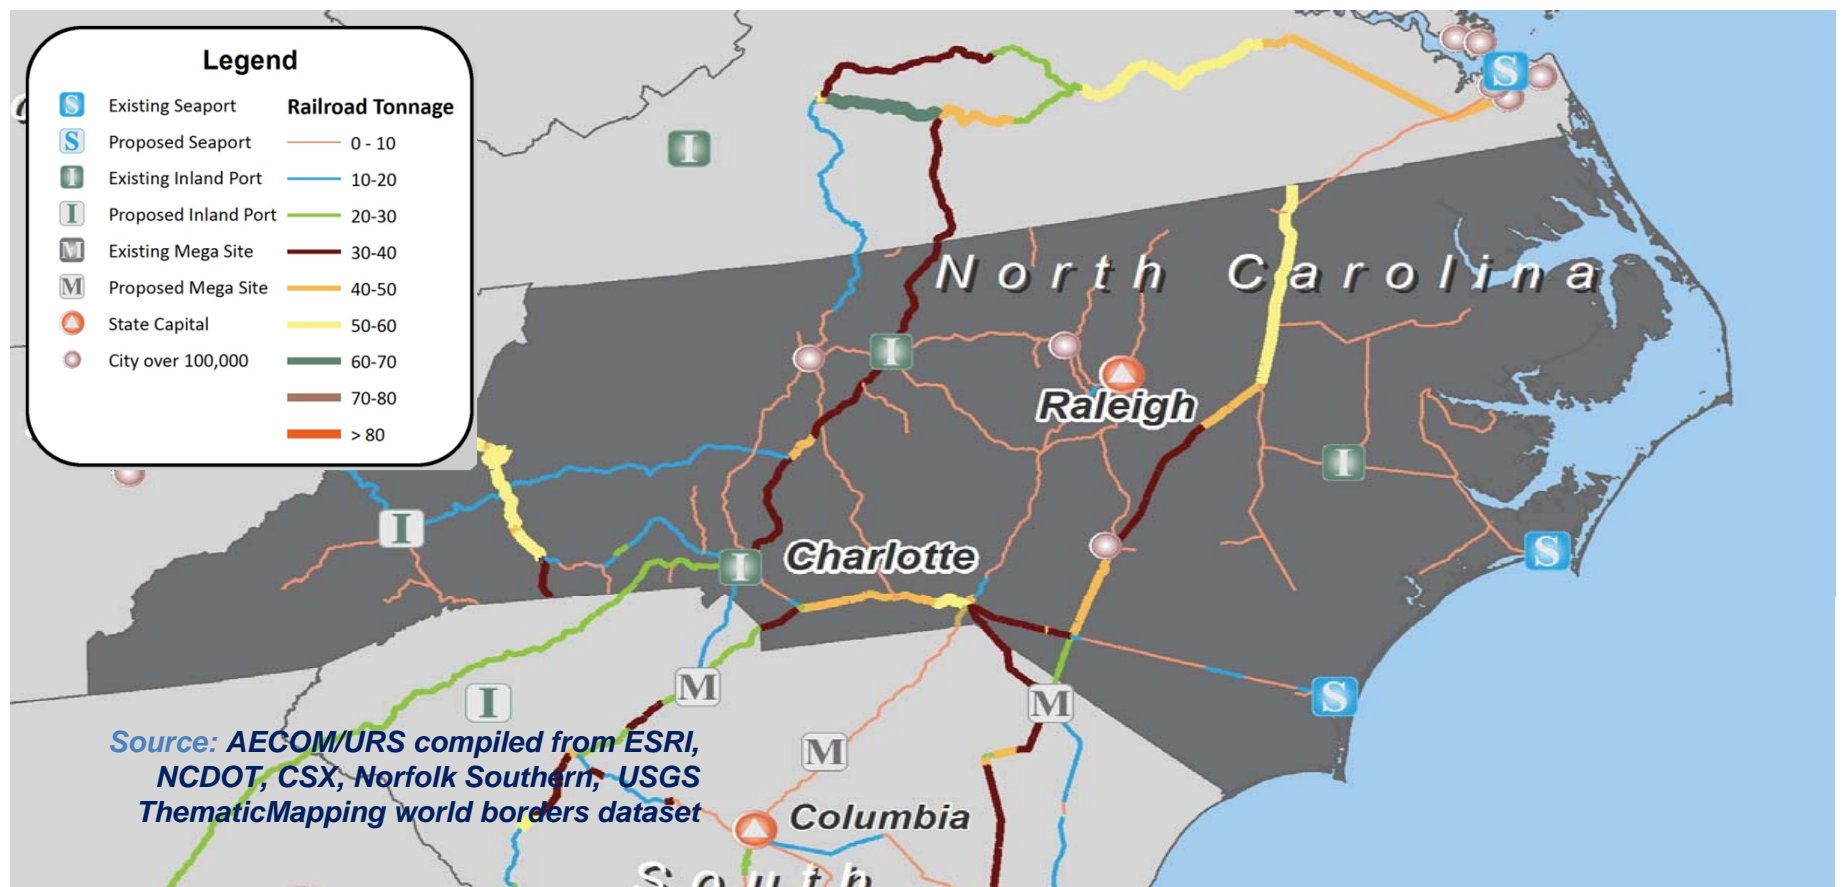 Legend
S Existing Seaport
S Proposed Seaport
I Existing Inland Port
I Proposed Inland Port
M Existing Mega Site
M Proposed Mega Site
State Capital
City over 100,000
Railroad Tonnage
0 - 10
10-20
20-30
30-40
40-50
50-60
60-70
70-80
> 80
S
I
North Carolina
I
Raleigh
I
I
S
I
Charlotte
M
I
M
S
M
Source: AECOM/URS compiled from ESRI,
NCDOT, CSX, Norfolk Southern, USGS
ThematicMapping world borders dataset
Columbia
South